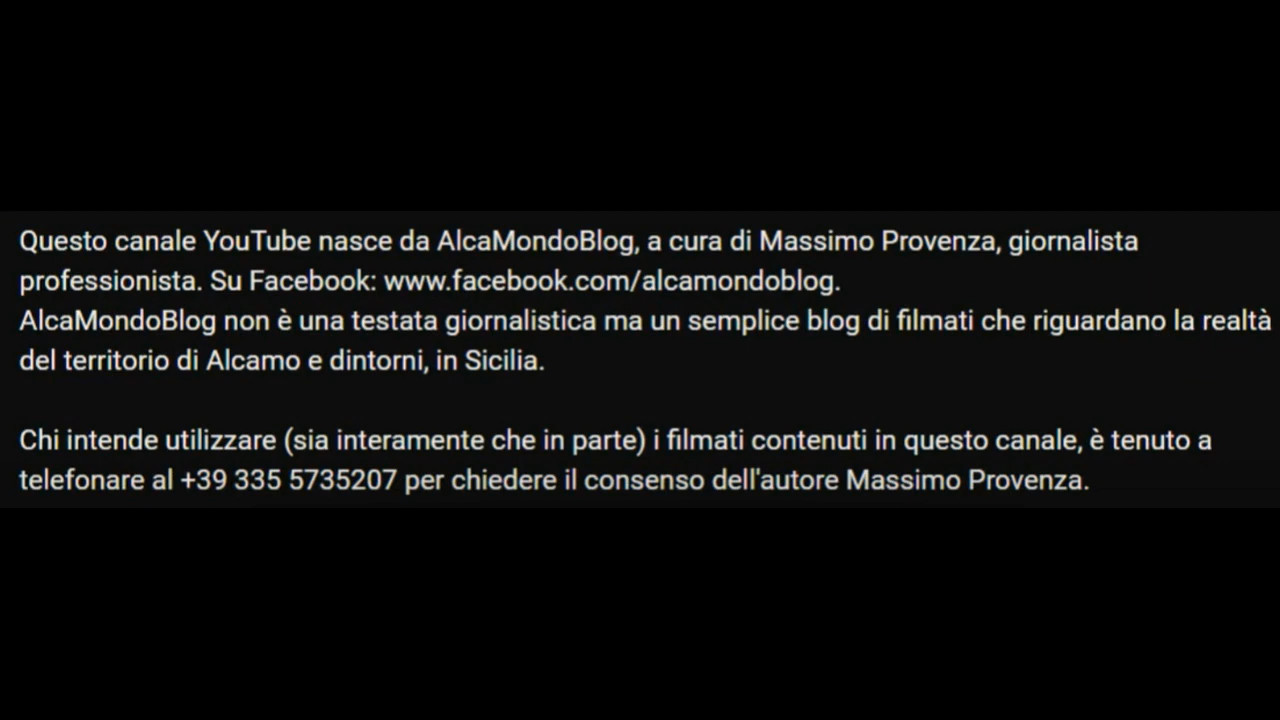 Questo canale YouTube nasce da AlcaMondoBlog, a cura di Massimo Provenza, giornalista
professionista. Su Facebook: www.facebook.com/alcamondoblog.
AlcaMondoBlog non è una testata giornalistica ma un semplice blog di filmati che riguardano la realtà
del territorio di Alcamo e dintorni, in Sicilia.
Chi intende utilizzare (sia interamente che in parte) i filmati contenuti in questo canale, è tenuto a
telefonare al +39 335 5735207 per chiedere il consenso dell'autore Massimo Provenza.